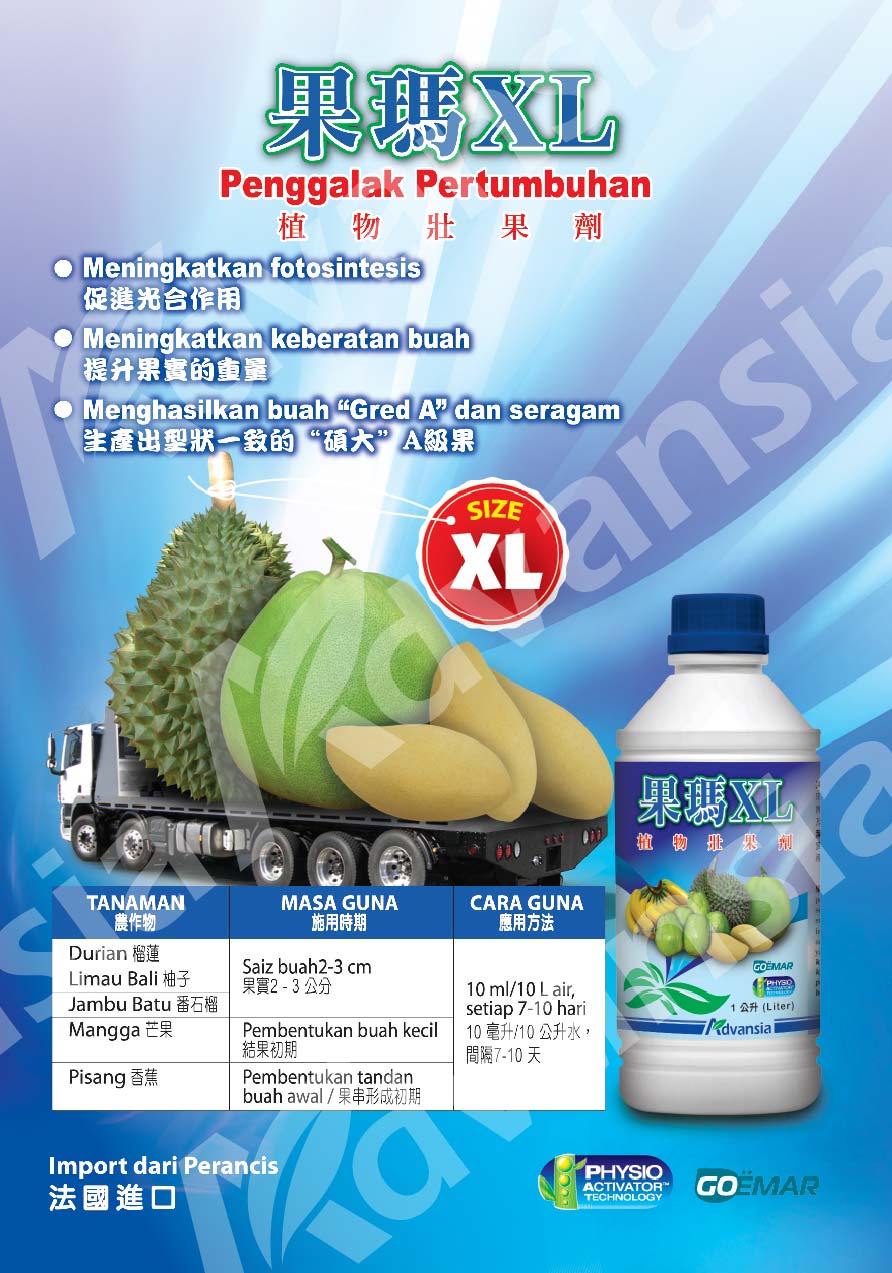 果瑪XL
Penggalak Pertumbuhan
植物壯果劑
● Meningkatkan fotosintesis
促進光合作用
● Meningkatkan keberatan buah
提升果實的重量
● Menghasilkan buah “Gred A” dan seragam
生產出型狀一致的“碩大”A級果
SIZE
XL
果瑪XL
植物壯果劑
GOËMAR
PHYSIO
ACTIVATOR
TECHNOLOGY
1 公升 (Liter)
Advansia
TANAMAN
農作物
MASA GUNA
施用時期
CARA GUNA
應用方法
Durian 榴蓮
Limau Bali 柚子
Jambu Batu 番石榴
Saiz buah2-3 cm
果實2 - 3 公分
Mangga 芒果
Pembentukan buah kecil
結果初期
Pisang 香蕉
Pembentukan tandan
buah awal / 果串形成初期
10 ml/10 L air,
setiap 7-10 hari
10 毫升/10 公升水，
間隔7-10 天
Import dari Perancis
法國進口
PHYSIO
ACTIVATOR™
TECHNOLOGY
GOËMAR
Advansia
Advansia
Advansia